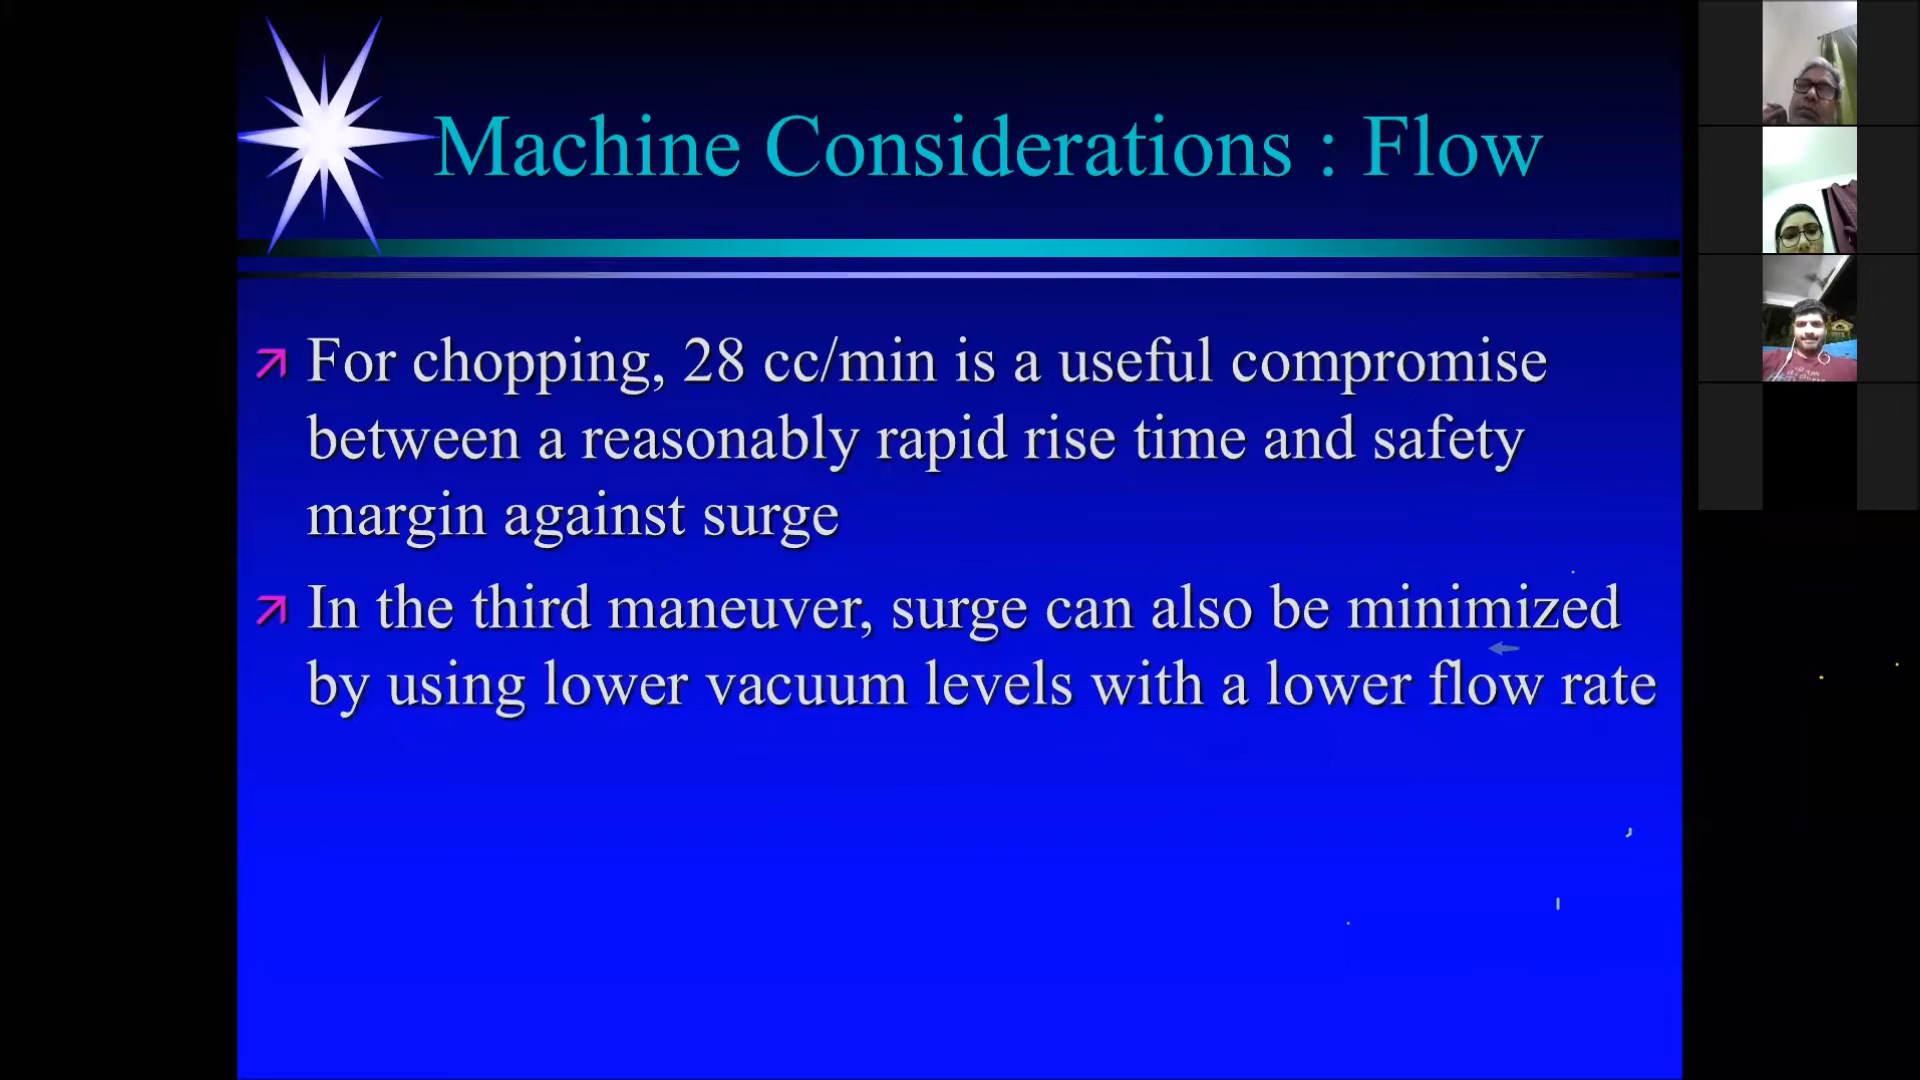 Machine Considerations : Flow
For chopping, 28 cc/min is a useful compromise
between a reasonably rapid rise time and safety
margin against surge
In the third maneuver, surge can also be minimized
by using lower vacuum levels with a lower flow rate